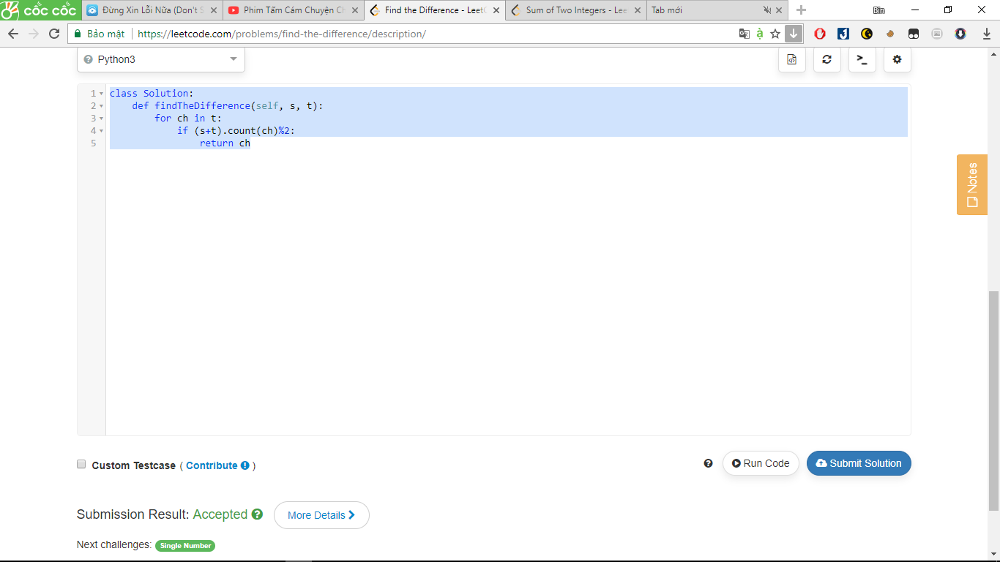 cốc cốc
Đừng Xin Lỗi Nữa (Don't S
Phim Tấm Cám Chuyện Ch
Find the Difference - LeetC
Sum of Two Integers - Lee
Tab mới
Bin
Bảo mật
https://leetcode.com/problems/find-the-difference/description/
Python3
1 class Solution:
2 def findTheDifference(self, s, t):
3 for ch in t:
4 if (s+t).count(ch)%2:
5 return ch
Notes
Custom Testcase ( Contribute )
Run Code
Submit Solution
Submission Result: Accepted
More Details
Next challenges: Single Number